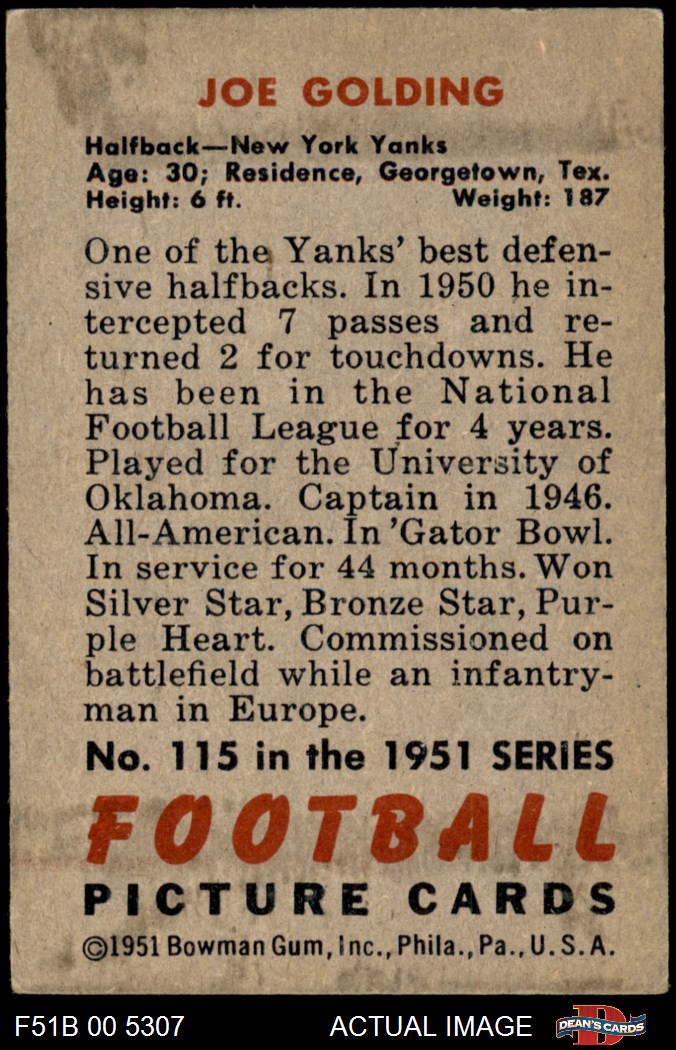 JOE GOLDING
Halfback—New York Yanks
Age: 30; Residence, Georgetown, Tex.
Height: 6 ft. Weight: 187
One of the Yanks' best defen-
sive halfbacks. In 1950 he in-
tercepted 7 passes and re-
turned 2 for touchdowns. He
has been in the National
Football League for 4 years.
Played for the University of
Oklahoma. Captain in 1946.
All-American. In 'Gator Bowl.
In service for 44 months. Won
Silver Star, Bronze Star, Pur-
ple Heart. Commissioned on
battlefield while an infantry-
man in Europe.
No. 115 in the 1951 SERIES
FOOTBALL
PICTURE CARDS
©1951 Bowman Gum, Inc., Phila., Pa., U.S.A.
F51B 00 5307 ACTUAL IMAGE D DEAN'S CARDS